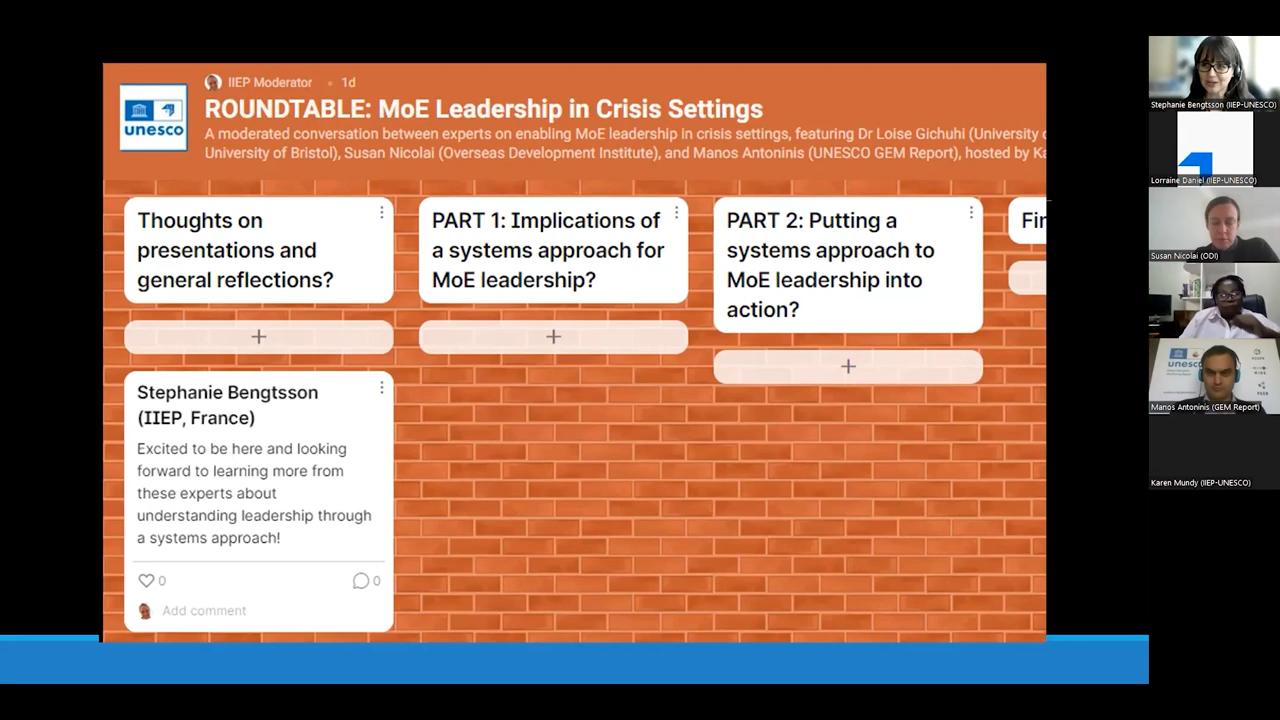 unesco
IIEP Moderator • 1d
ROUNDTABLE: MoE Leadership in Crisis Settings
A moderated conversation between experts on enabling MoE leadership in crisis settings, featuring Dr Loise Gichuhi (University
University of Bristol), Susan Nicolai (Overseas Development Institute), and Manos Antoninis (UNESCO GEM Report), hosted by
Thoughts on
presentations and
general reflections?
+
Stephanie Bengtsson
(IIEP, France)
Excited to be here and looking
forward to learning more from
these experts about
understanding leadership through
a systems approach!
0
0
Add comment
PART 1: Implications of
a systems approach for
MoE leadership?
+
PART 2: Putting a
systems approach to
MoE leadership into
action?
+
Stephanie Bengtsson (IIEP-UNESCO)
Lorraine Daniel (IIEP-UNESCO)
Susan Nicolai (ODI)
unesco
Manos Antoninis (GEM Report)
Karen Mundy (IIEP-UNESCO)